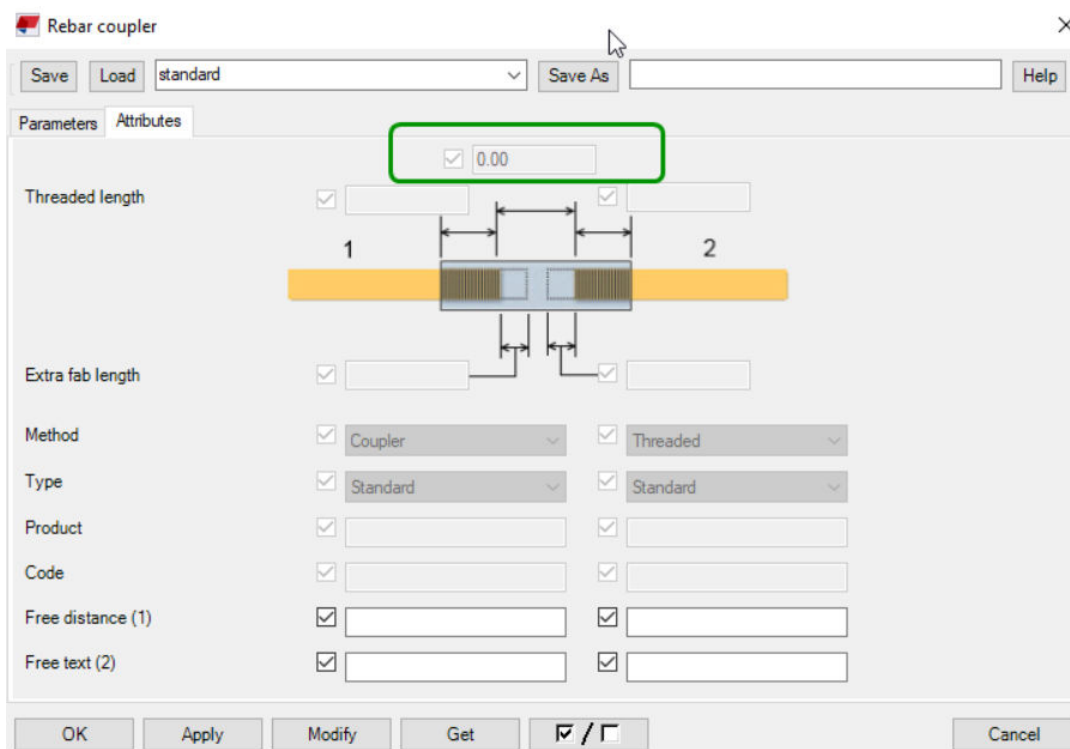 Rebar coupler
Save Load standard Save As Help
Parameters Attributes
0.00
Threaded length
1 2
Extra fab length
Method Coupler Threaded
Type Standard Standard
Product
Code
Free distance (1)
Free text (2)
OK Apply Modify Get / Cancel